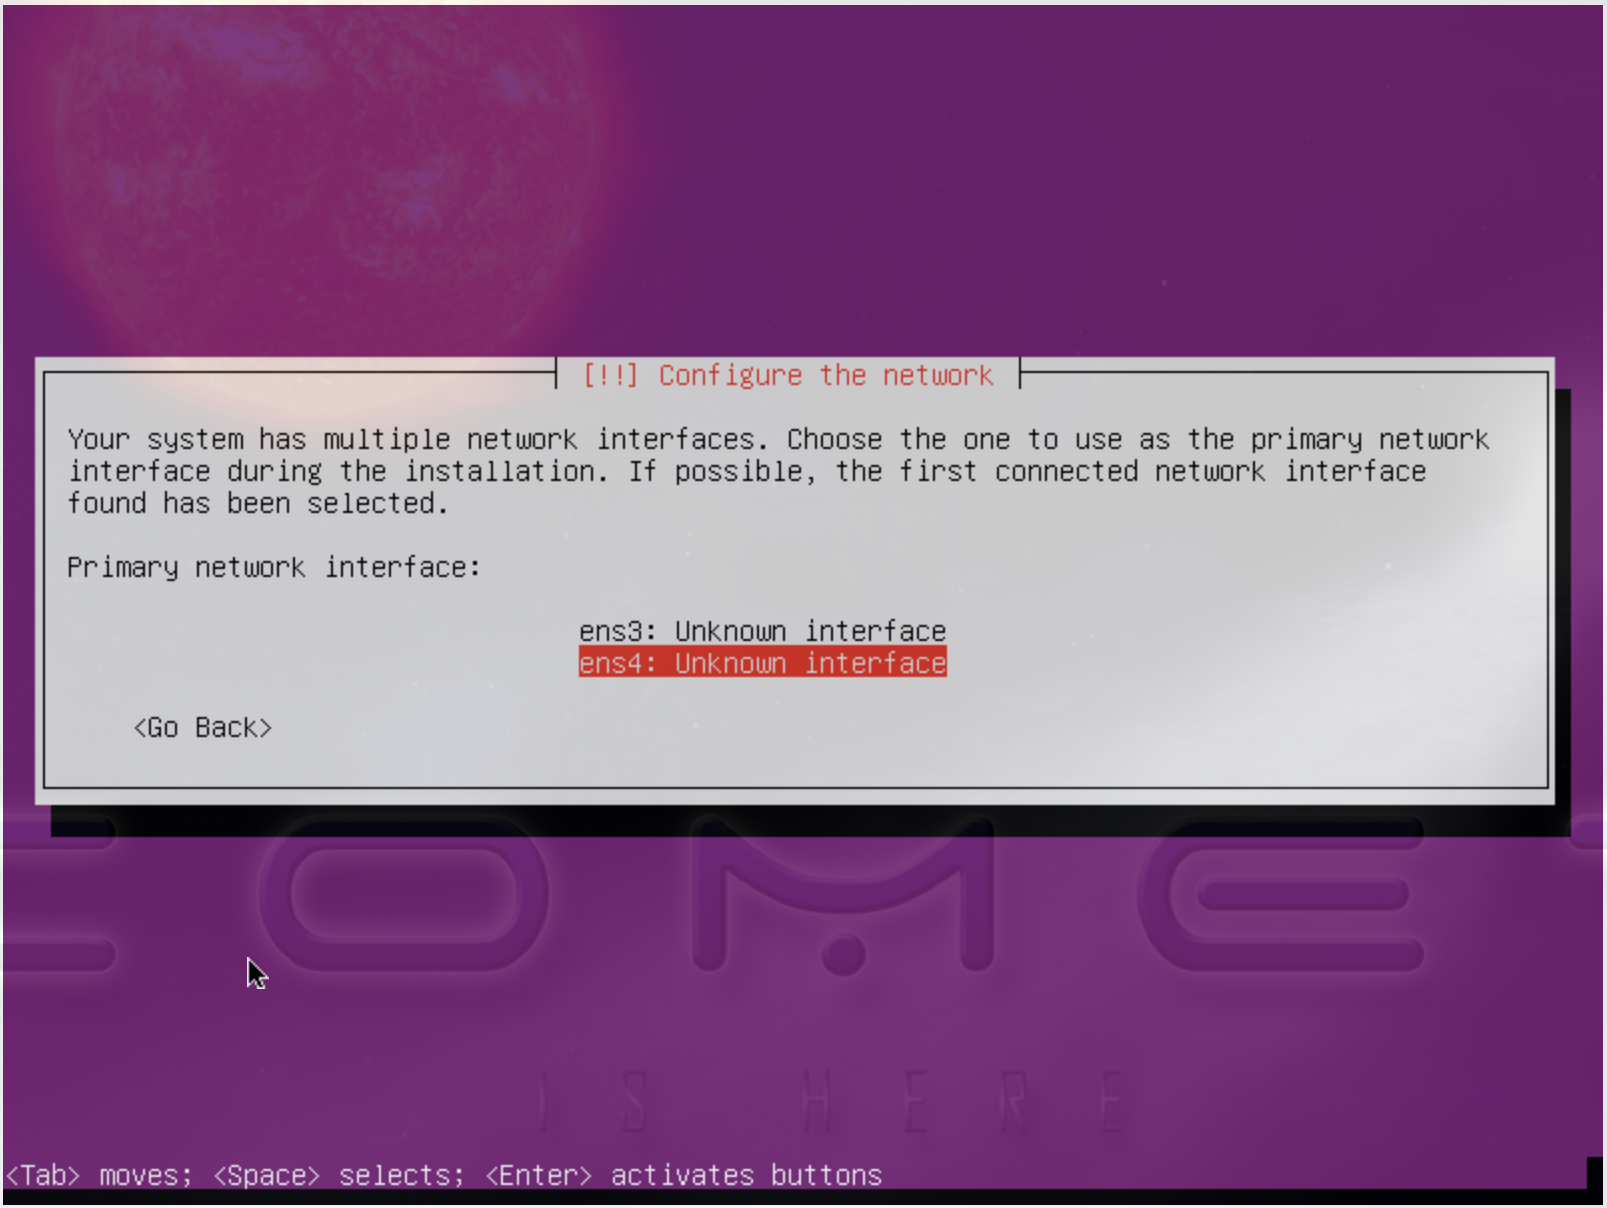 [!!] Configure the network
Your system has multiple network interfaces. Choose the one to use as the primary network
interface during the installation. If possible, the first connected network interface
found has been selected.
Primary network interface:
ens3: Unknown interface
ens4: Unknown interface
<Go Back>
OME
IS HERE
<Tab> moves; <Space> selects; <Enter> activates buttons